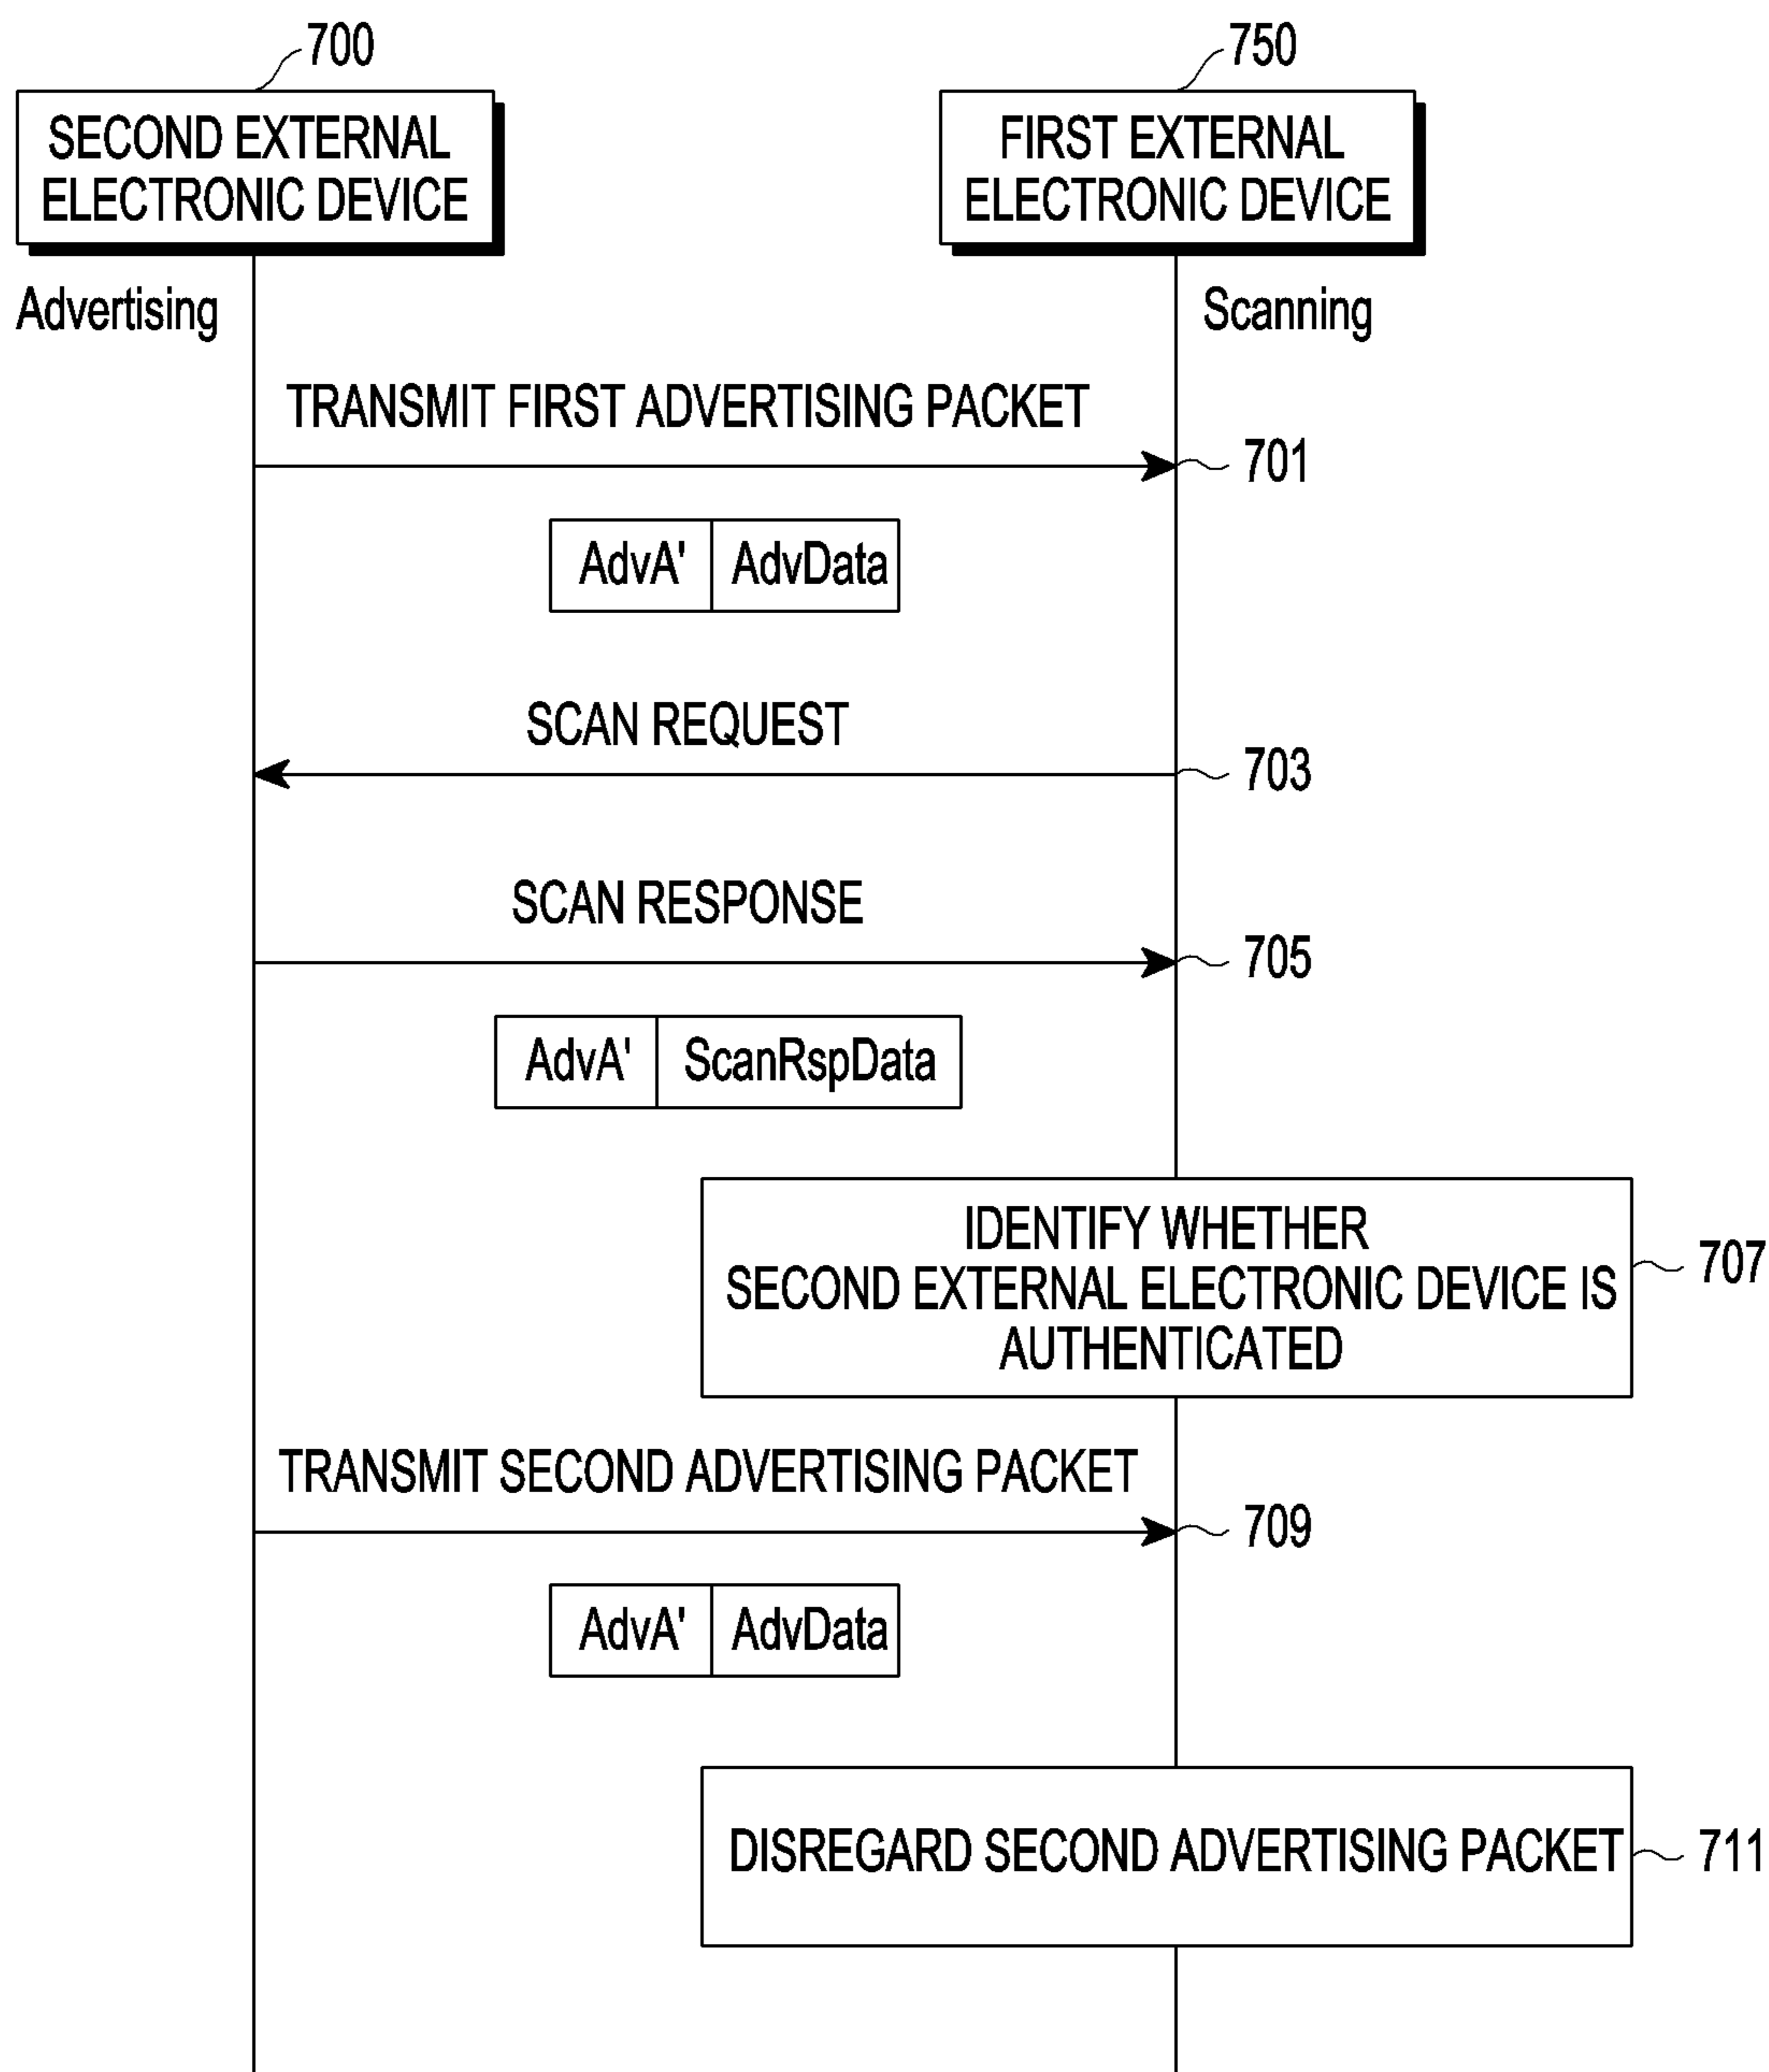 700
750
SECOND EXTERNAL
ELECTRONIC DEVICE
FIRST EXTERNAL
ELECTRONIC DEVICE
Advertising
Scanning
TRANSMIT FIRST ADVERTISING PACKET
701
AdvA' AdvData
SCAN REQUEST
703
SCAN RESPONSE
705
AdvA' ScanRspData
IDENTIFY WHETHER
SECOND EXTERNAL ELECTRONIC DEVICE IS
AUTHENTICATED
707
TRANSMIT SECOND ADVERTISING PACKET
709
AdvA' AdvData
DISREGARD SECOND ADVERTISING PACKET
711